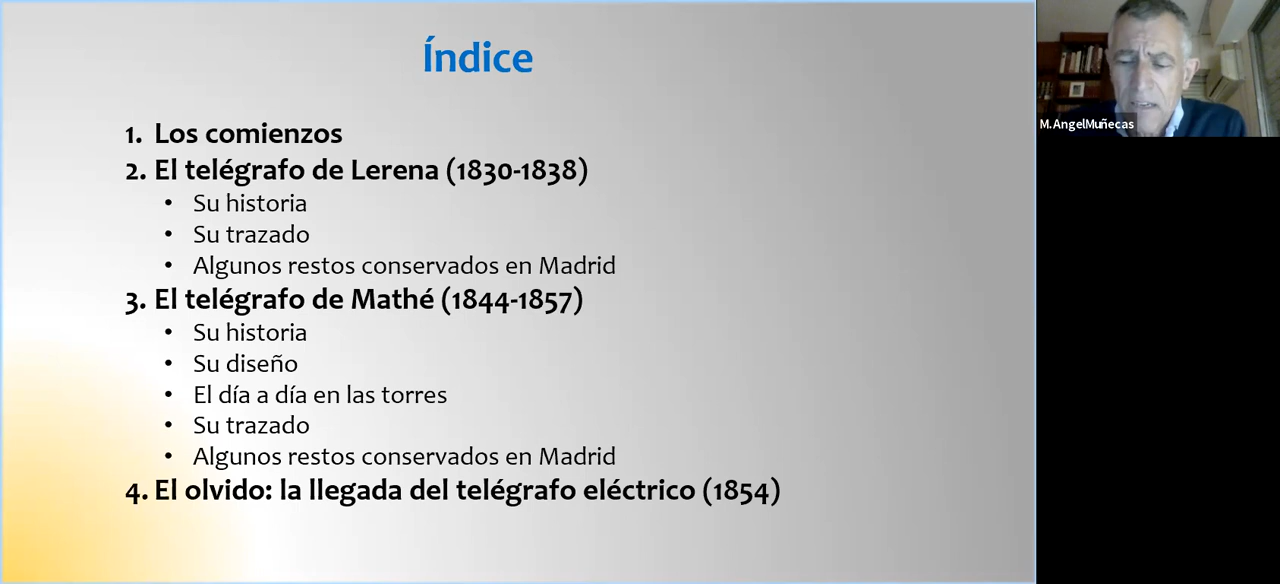 Índice
1. Los comienzos
2. El telégrafo de Lerena (1830-1838)
• Su historia
• Su trazado
• Algunos restos conservados en Madrid
3. El telégrafo de Mathé (1844-1857)
• Su historia
• Su diseño
• El día a día en las torres
• Su trazado
• Algunos restos conservados en Madrid
4. El olvido: la llegada del telégrafo eléctrico (1854)
M.AngelMuñecas